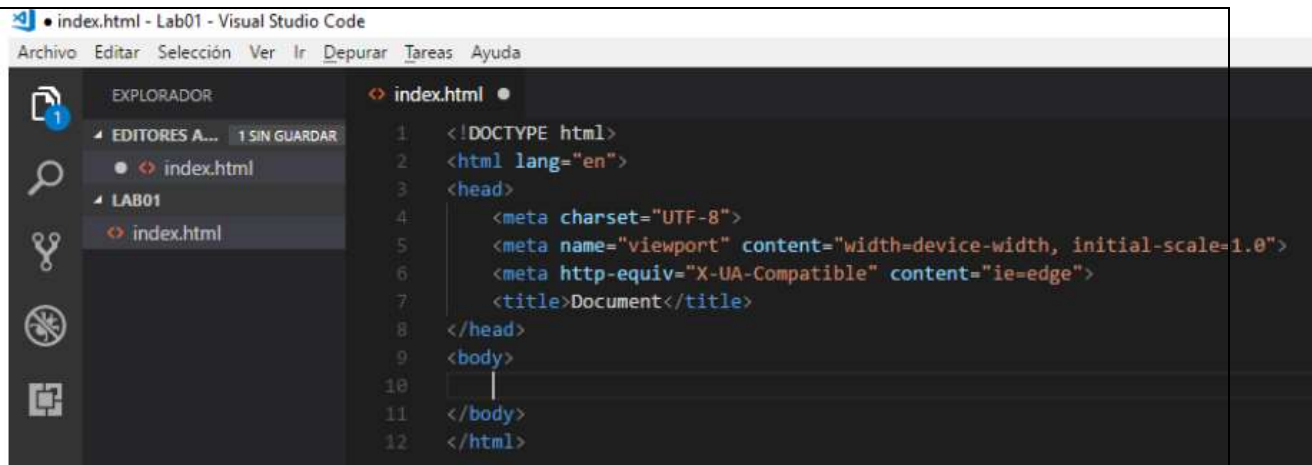 ● index.html - Lab01 - Visual Studio Code
Archivo Editar Selección Ver Ir Depurar Tareas Ayuda
1
EXPLORADOR
EDITORES A... 1 SIN GUARDAR
● <> index.html
LAB01
<> index.html
<> index.html ●
1 <!DOCTYPE html>
2 <html lang="en">
3 <head>
4 <meta charset="UTF-8">
5 <meta name="viewport" content="width=device-width, initial-scale=1.0">
6 <meta http-equiv="X-UA-Compatible" content="ie=edge">
7 <title>Document</title>
8 </head>
9 <body>
10
11 </body>
12 </html>